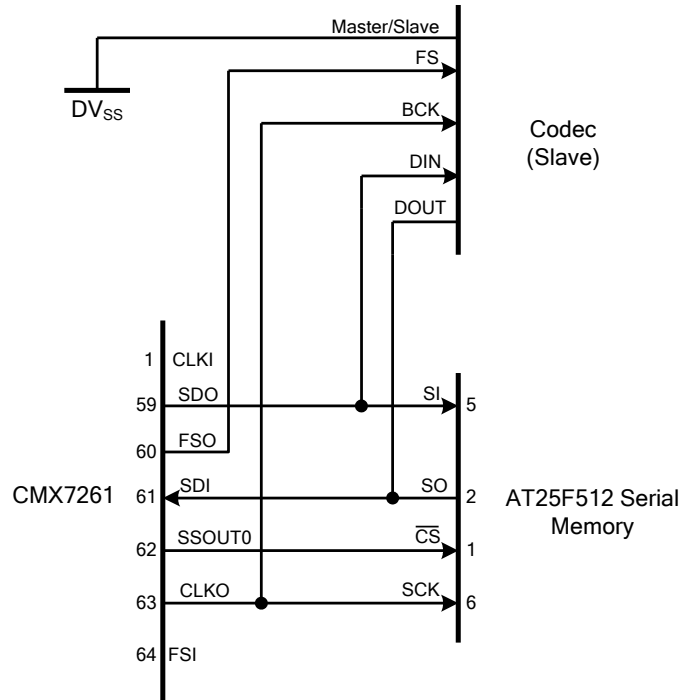 Master/Slave
FS
DVSS
BCK
Codec
(Slave)
DIN
DOUT
1 CLKI
59 SDO SI 5
60 FSO
CMX7261 61 SDI SO 2 AT25F512 Serial
Memory
62 SSOUT0 CS 1
63 CLKO SCK 6
64 FSI